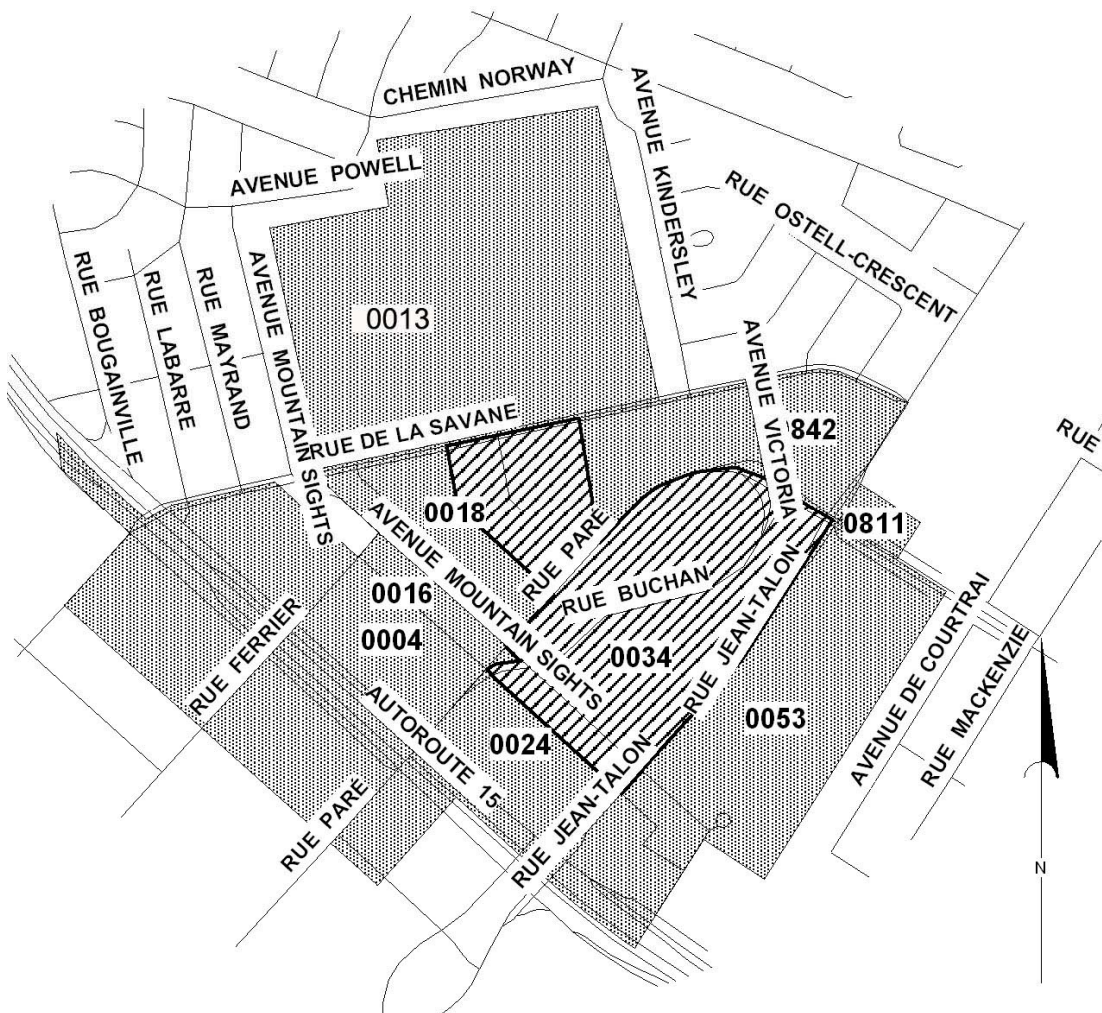 CHEMIN NORWAY
AVENUE KINDERSLEY
AVENUE POWELL
RUE OSTELL-CRESCENT
RUE BOUGAINVILLE
RUE LABARRE
RUE MAYRAND
AVENUE MOUNTAIN SIGHTS
0013
AVENUE VICTORIA
RUE DE LA SAVANE
842
RUE
0018
0811
AVENUE MOUNTAIN SIGHTS
RUE PARÉ
RUE BUCHAN
0016
0004
0034
RUE JEAN-TALON
RUE FERRIER
AUTOROUTE 15
0024
0053
AVENUE DE COURTRAI
RUE MACKENZIE
RUE PARÉ
RUE JEAN-TALON
N